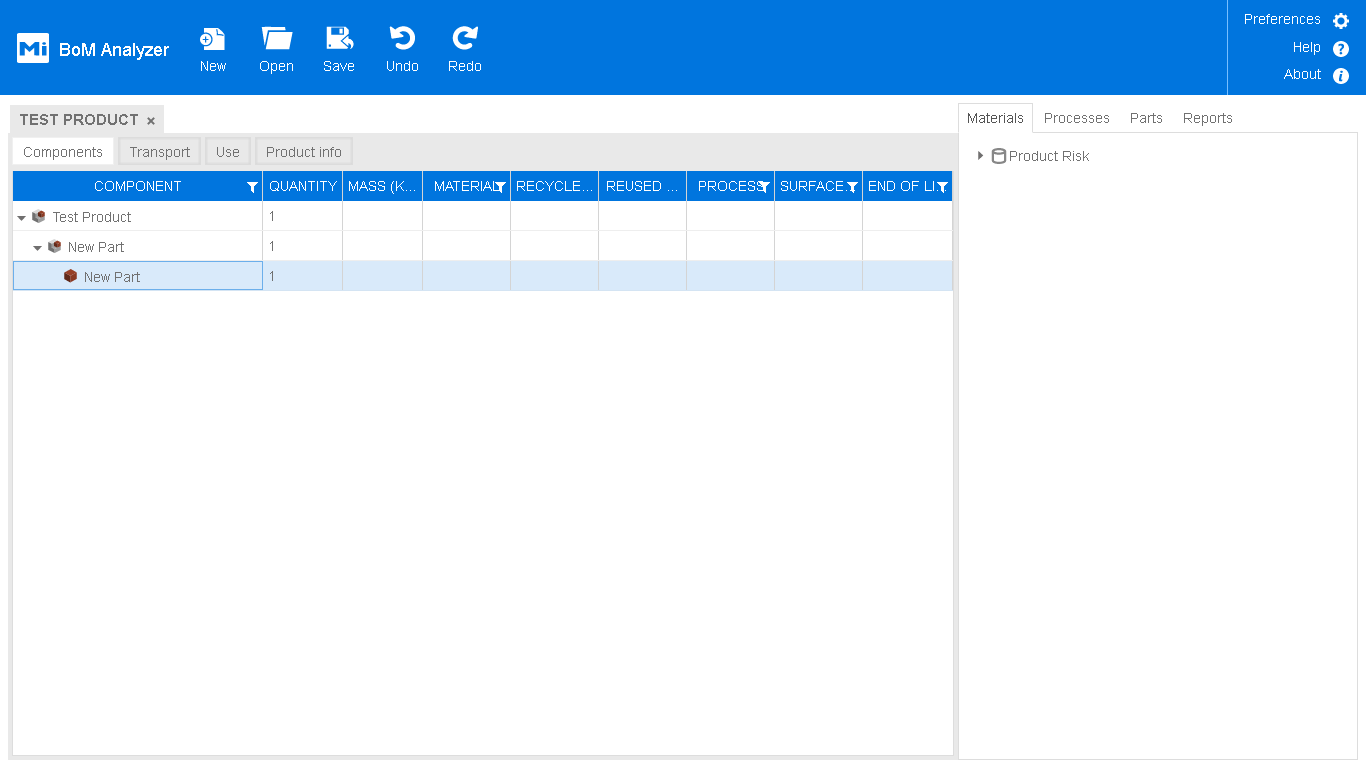 Mi BoM Analyzer
New Open Save Undo Redo
Preferences
Help
About
TEST PRODUCT ×
Components Transport Use Product info
COMPONENT QUANTITY MASS (K... MATERIAL RECYCLE... REUSED ... PROCESS SURFACE END OF LI
Test Product 1
New Part 1
New Part 1
Materials Processes Parts Reports
Product Risk